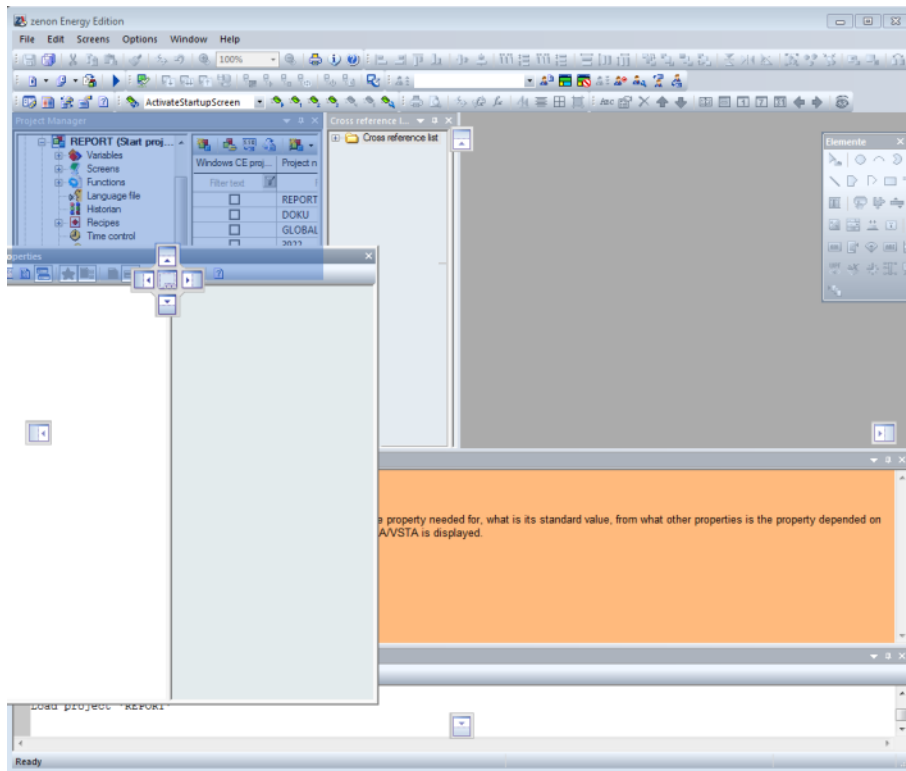 zenon Energy Edition
File Edit Screens Options Window Help
100%
ActivateStartupScreen
Project Manager
Cross reference l...
REPORT (Start proj...
Variables
Screens
Functions
Language file
Historian
Recipes
Time control
Windows CE proj... Project n
Filter text
REPORT
DOKU
GLOBAL
Cross reference list
Elemente
operties
property needed for, what is its standard value, from what other properties is the property depended on
A/VSTA is displayed.
Load project 'REPORT'
Ready